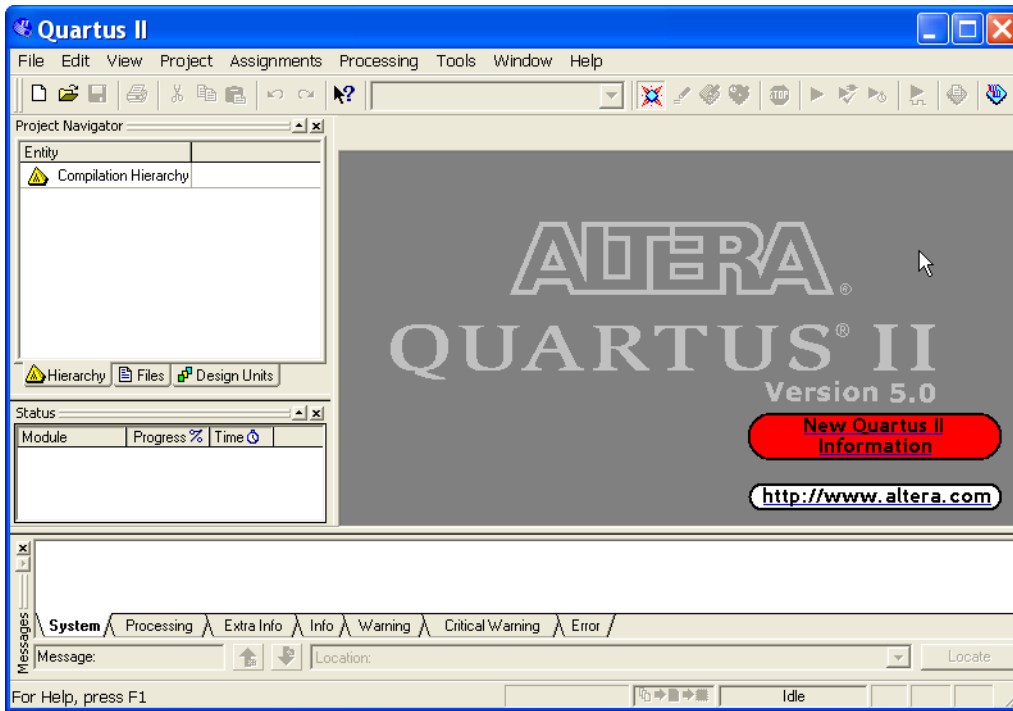 Quartus II
File Edit View Project Assignments Processing Tools Window Help
STOP
Project Navigator
Entity
Compilation Hierarchy
ALTERA®
QUARTUS® II
Version 5.0
Hierarchy Files Design Units
Status
Module Progress % Time
New Quartus II
Information
http://www.altera.com
Messages
System Processing Extra Info Info Warning Critical Warning Error
Message: Location: Locate
For Help, press F1 Idle